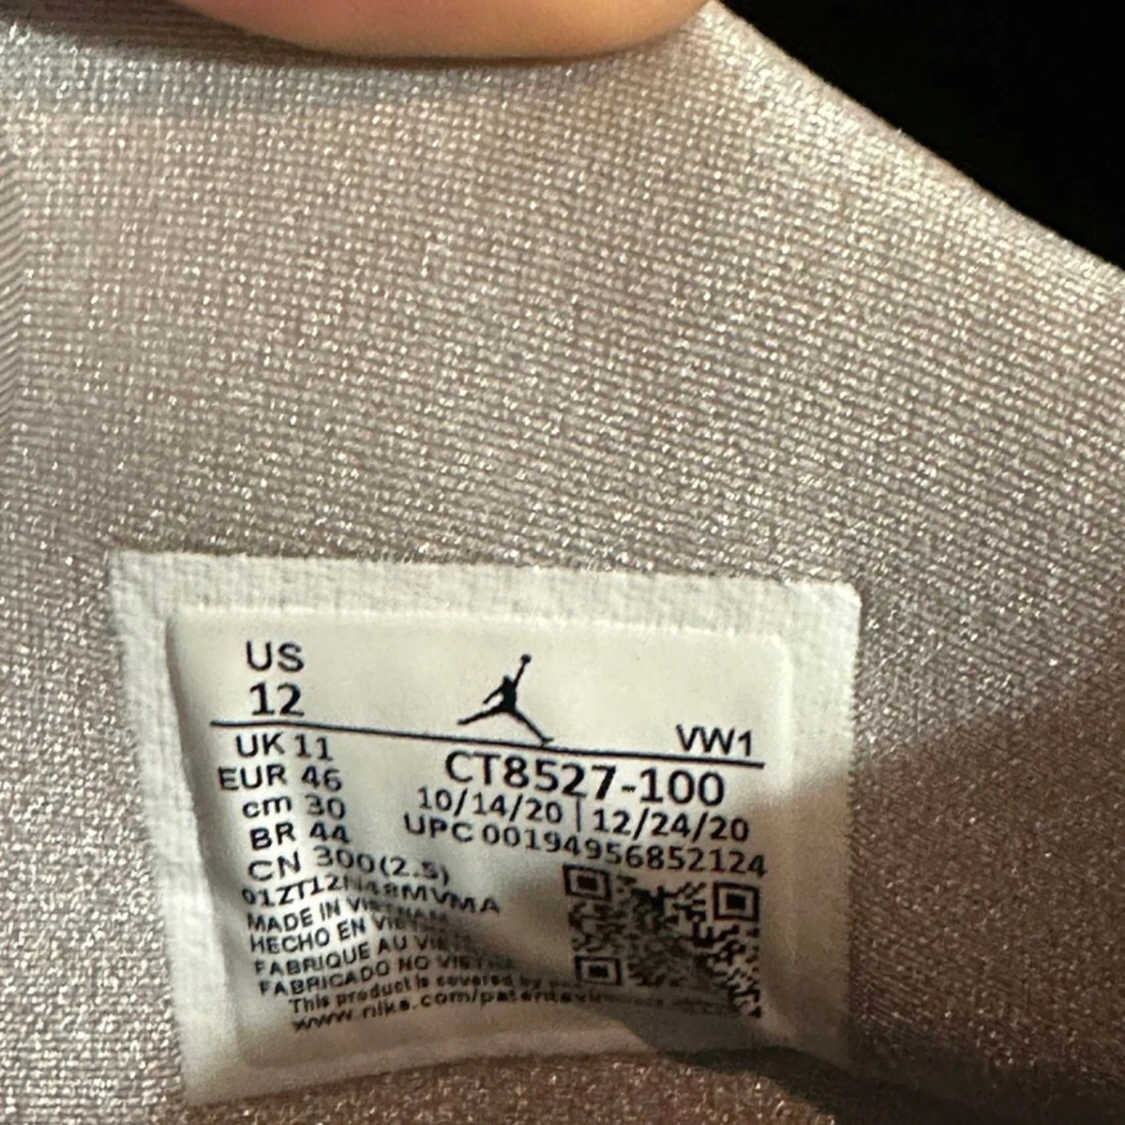 US
12
VW1
UK 11
CT8527-100
EUR 46
10/14/20 | 12/24/20
cm 30
UPC 00194956852124
BR 44
CN 300(2.5)
MADE IN VIETNAM
HECHO EN
FABRIQUE AU
FABRICADO NO
This product is covered by
www.nike.com/patents